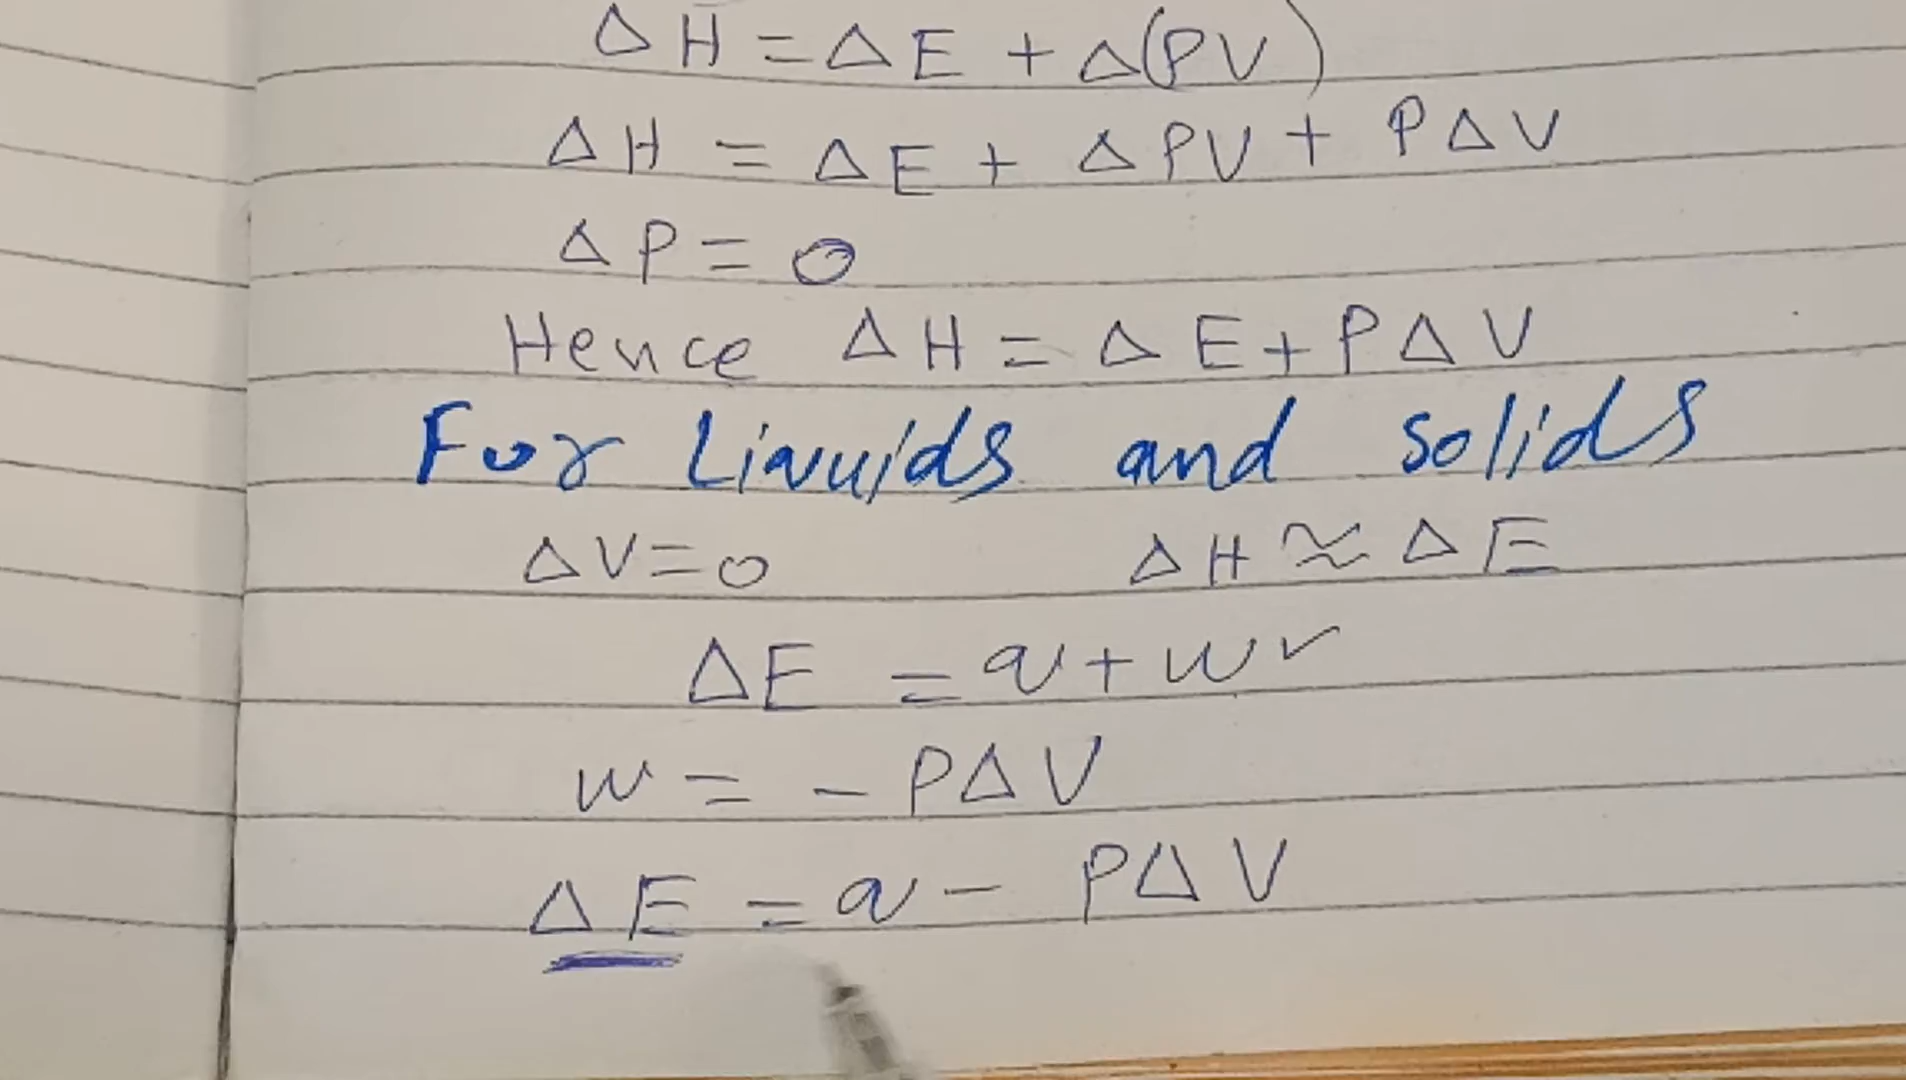 ΔH = ΔE + Δ(PV)
ΔH = ΔE + ΔPV + PΔV
ΔP = 0
Hence ΔH = ΔE + PΔV
For Liquids and solids
ΔV = 0 ΔH ≈ ΔE
ΔE = q + w ✓
w = - PΔV
ΔE = q - PΔV